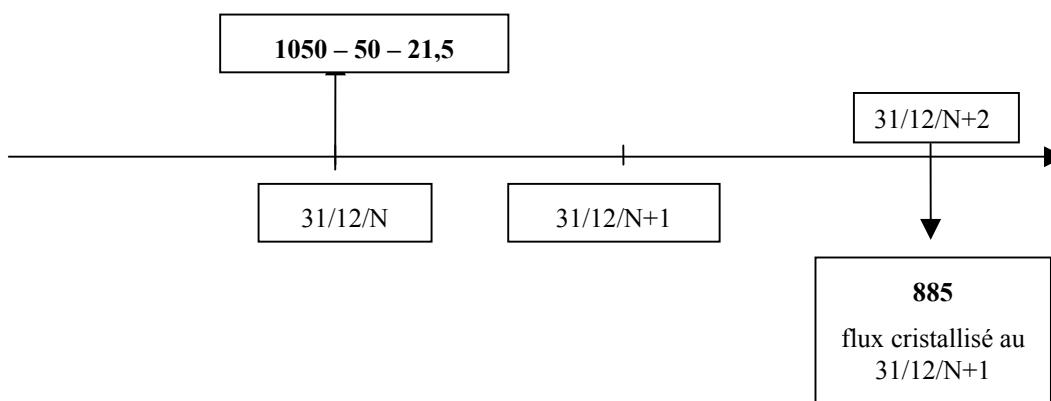 1050 – 50 – 21,5
31/12/N+2
31/12/N
31/12/N+1
885
flux cristallisé au
31/12/N+1